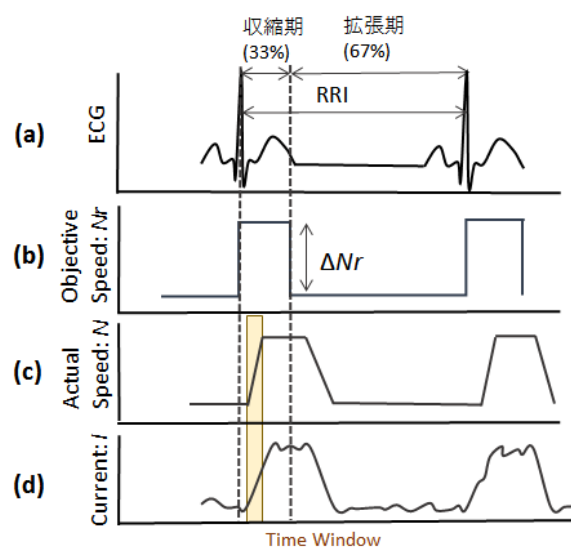 収縮期
(33%)
拡張期
(67%)
RRI
(a)
ECG
(b)
Objective
Speed: Nr
ΔNr
(c)
Actual
Speed: N
(d)
Current: I
Time Window